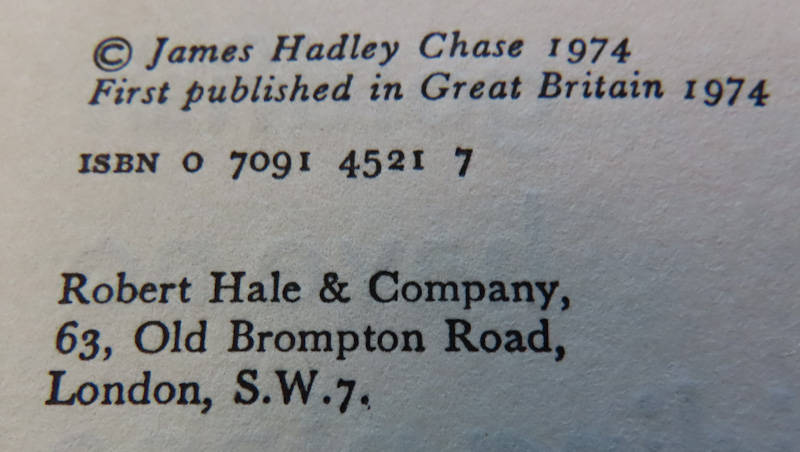 © James Hadley Chase 1974
First published in Great Britain 1974
ISBN 0 7091 4521 7
Robert Hale & Company,
63, Old Brompton Road,
London, S.W.7.